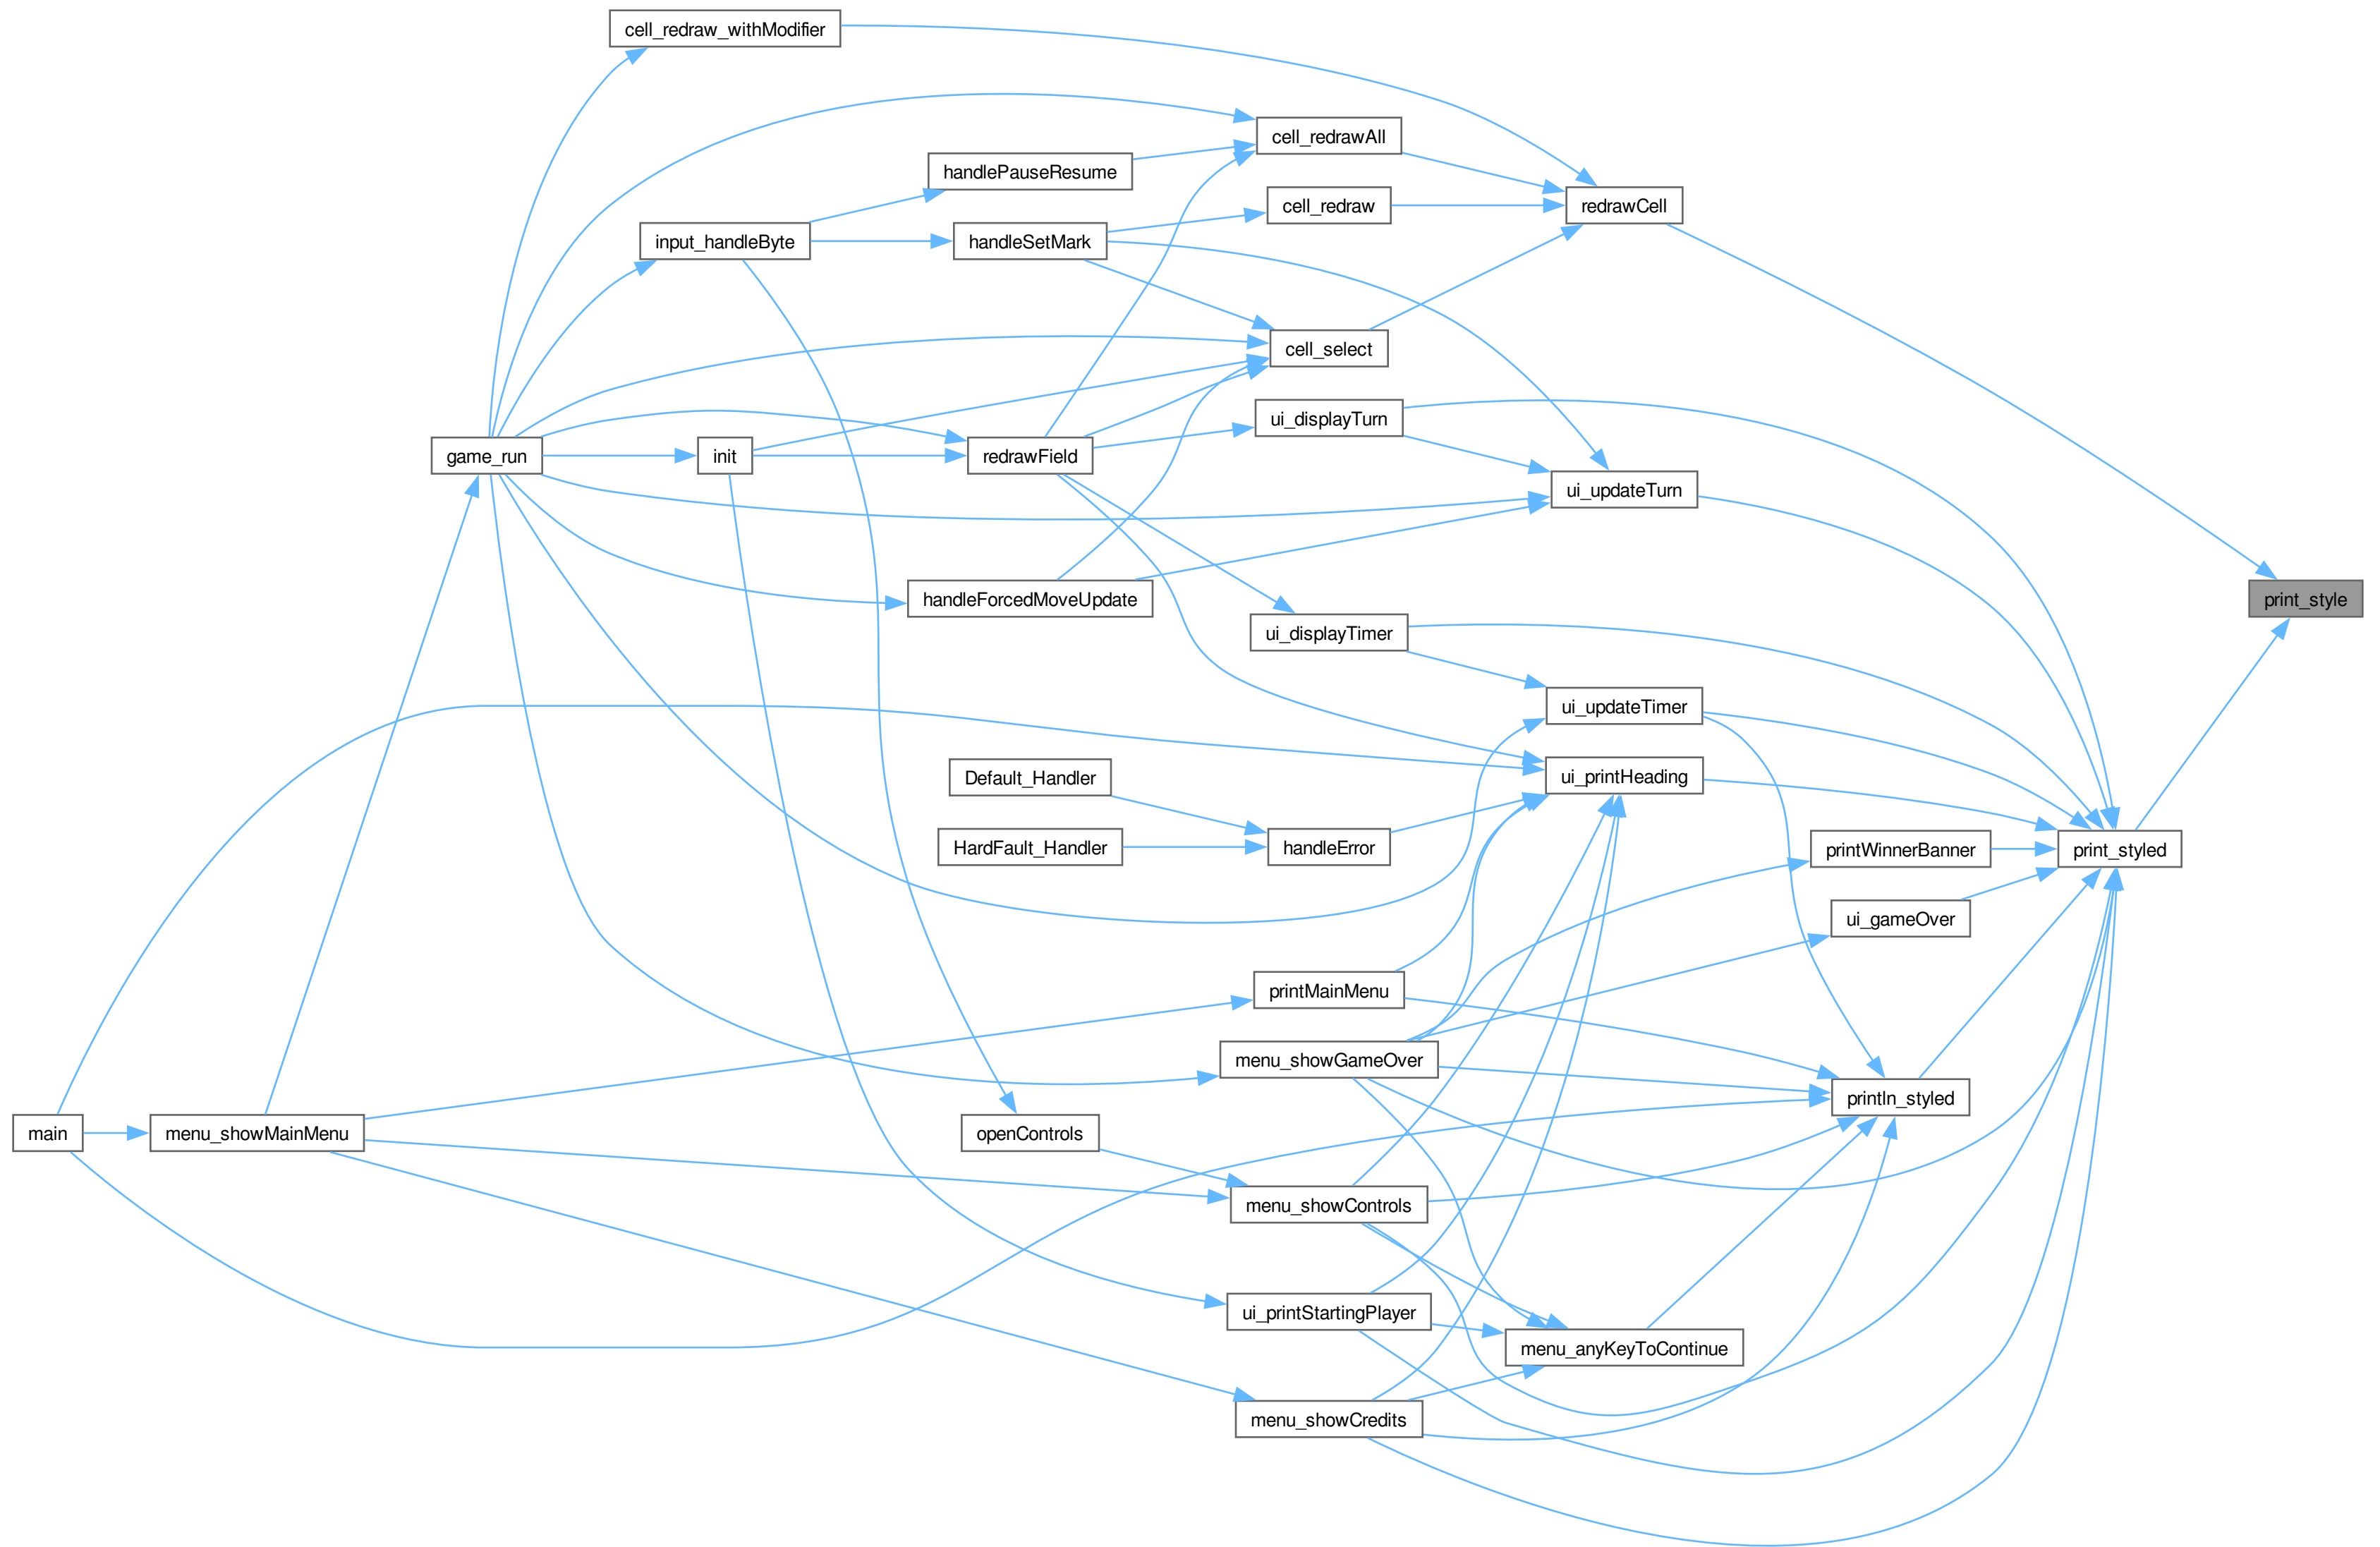 cell_redraw_withModifier
cell_redrawAll
handlePauseResume
cell_redraw
redrawCell
input_handleByte
handleSetMark
cell_select
ui_displayTurn
game_run
init
redrawField
ui_updateTurn
handleForcedMoveUpdate
print_style
ui_displayTimer
ui_updateTimer
Default_Handler
ui_printHeading
HardFault_Handler
handleError
printWinnerBanner
print_styled
ui_gameOver
printMainMenu
menu_showGameOver
println_styled
main
menu_showMainMenu
openControls
menu_showControls
ui_printStartingPlayer
menu_anyKeyToContinue
menu_showCredits